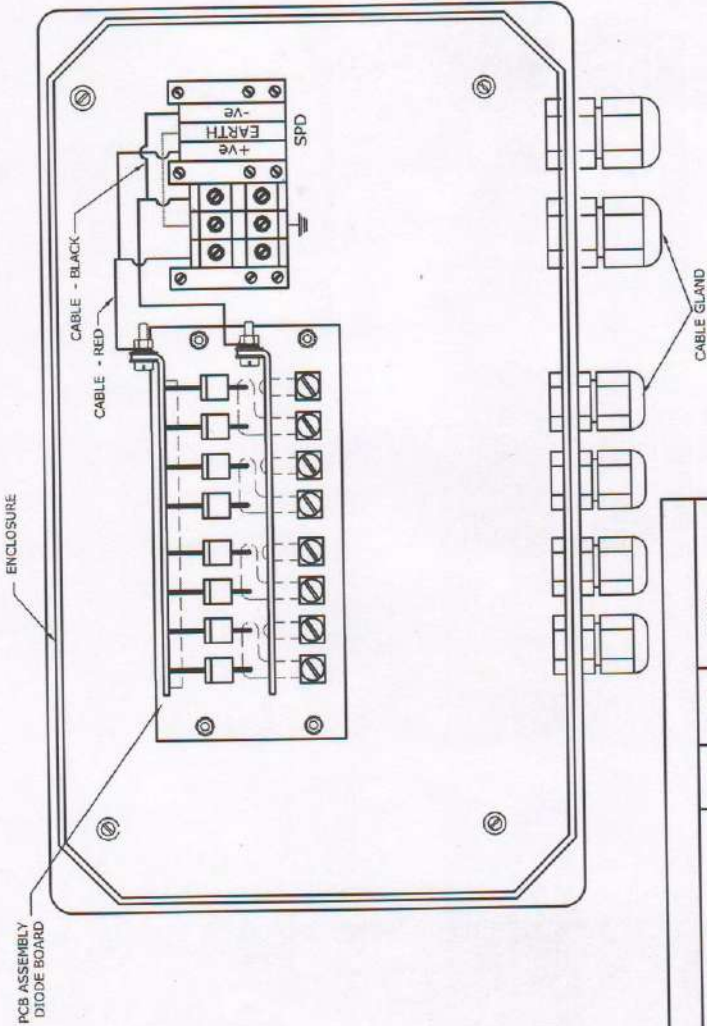 ENCLOSURE
PCB ASSEMBLY
DIODE BOARD
CABLE - RED
CABLE - BLACK
+ve
EARTH
-ve
SPD
CABLE GLAND